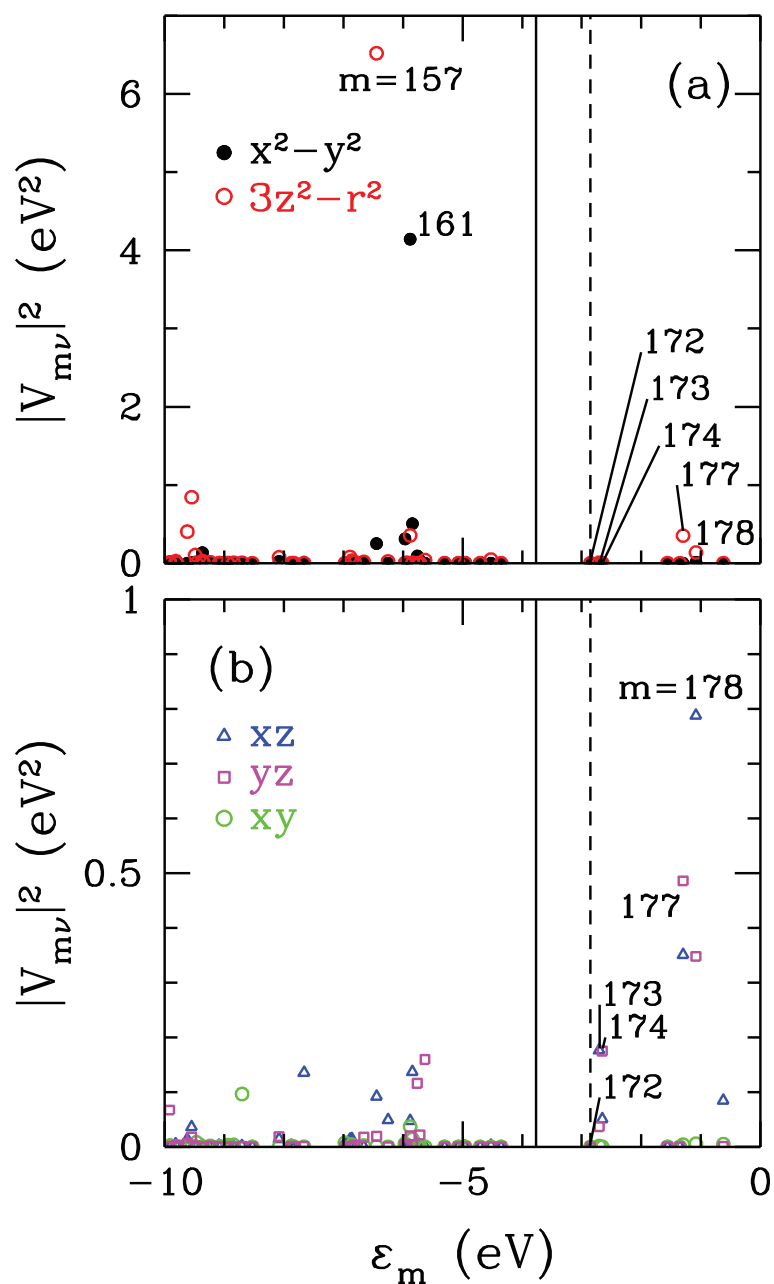 6
m=157
(a)
x²−y²
3z²−r²
161
4
|V_mν|² (eV²)
172
173
2
174
177
178
0
1
(b)
m=178
xz
yz
xy
|V_mν|² (eV²)
0.5
177
173
174
172
0
−10
−5
0
ε_m (eV)